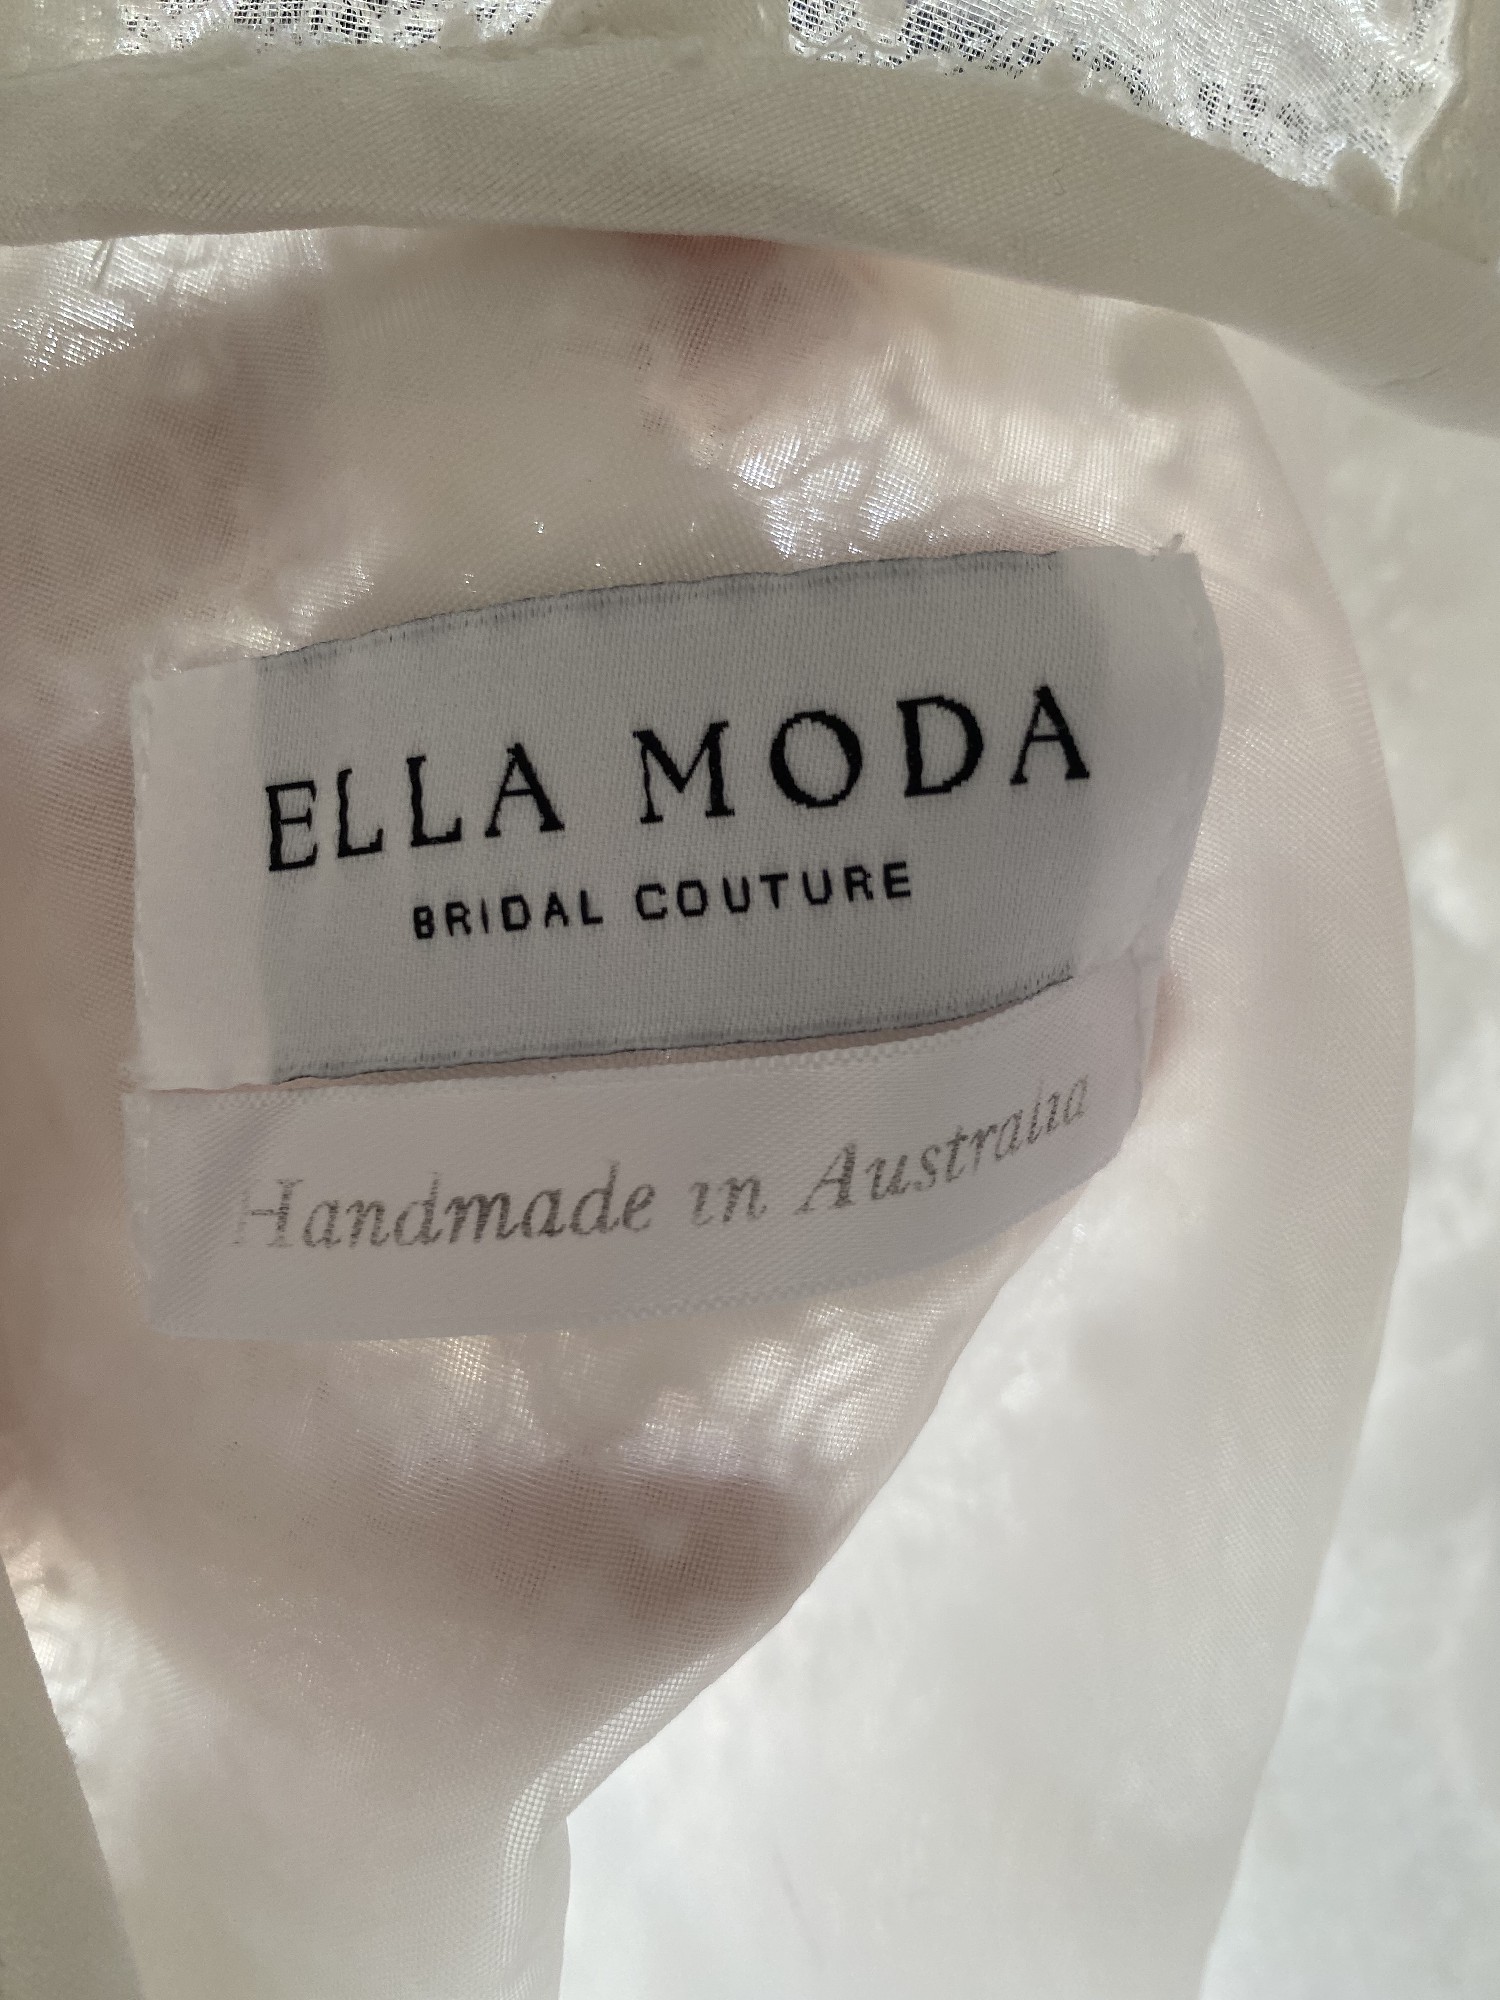 ELLA MODA
BRIDAL COUTURE
Handmade in Australia